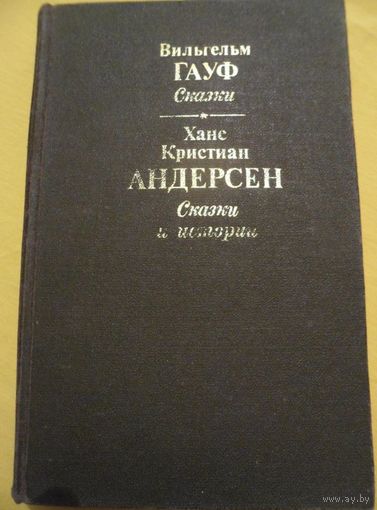 Вильгельм
ГАУФ
Сказки
Ханс
Кристиан
АНДЕРСЕН
Сказки
и истории
www.ay.by